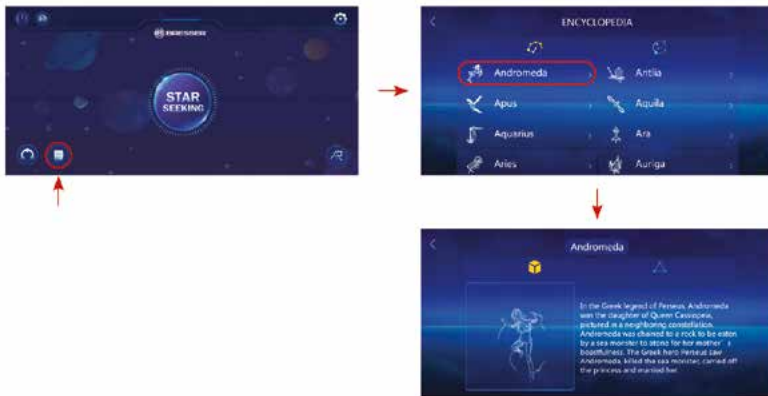 BRESSER
STAR
SEEKING
ENCYCLOPEDIA
Andromeda
Antlia
Apus
Aquila
Aquarius
Ara
Aries
Auriga
Andromeda
In the Greek legend of Perseus, Andromeda
was the daughter of Queen Cassiopeia,
pictured in a neighboring constellation.
Andromeda was chained to a rock to be eaten
by a sea monster to atone for her mother' s
boastfulness. The Greek hero Perseus saw
Andromeda, killed the sea monster, carried off
the princess and married her.